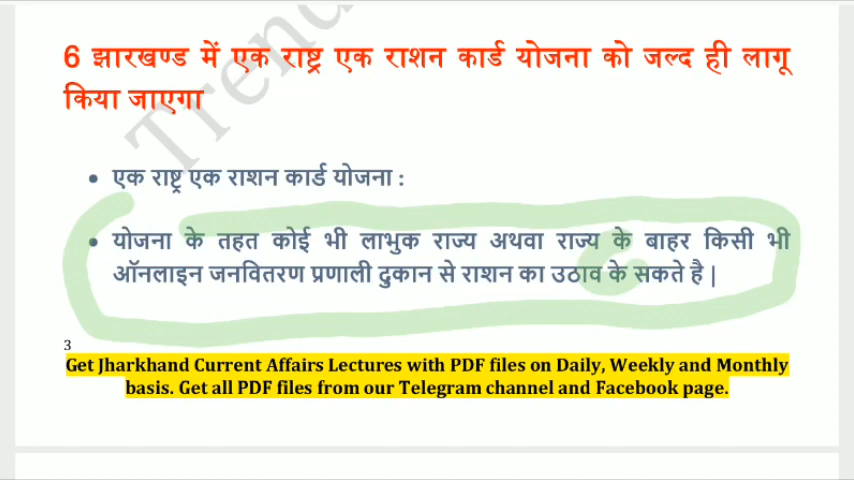 Trend
6 झारखण्ड में एक राष्ट्र एक राशन कार्ड योजना को जल्द ही लागू
किया जाएगा
• एक राष्ट्र एक राशन कार्ड योजना :
• योजना के तहत कोई भी लाभुक राज्य अथवा राज्य के बाहर किसी भी
ऑनलाइन जनवितरण प्रणाली दुकान से राशन का उठाव के सकते है |
3
Get Jharkhand Current Affairs Lectures with PDF files on Daily, Weekly and Monthly
basis. Get all PDF files from our Telegram channel and Facebook page.